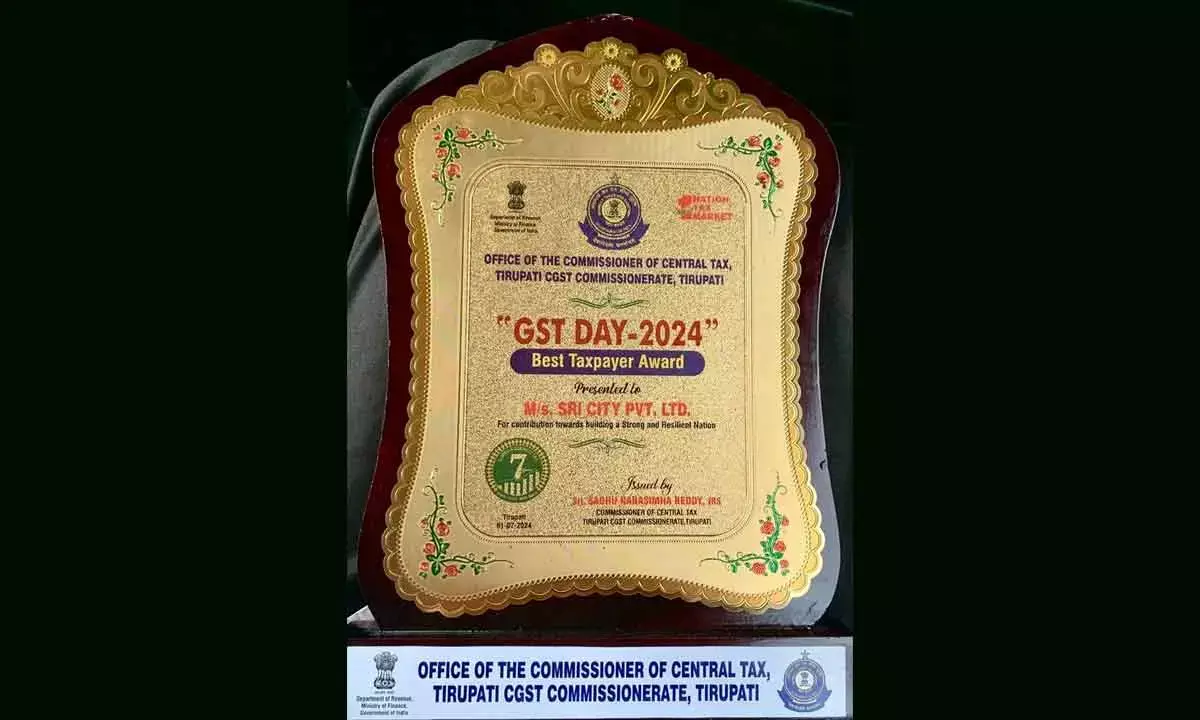 Department of Revenue
Ministry of Finance
Government of India
NATION
TAX
MARKET
OFFICE OF THE COMMISSIONER OF CENTRAL TAX,
TIRUPATI CGST COMMISSIONERATE, TIRUPATI
"GST DAY-2024"
Best Taxpayer Award
Presented to
M/s. SRI CITY PVT. LTD.
For contribution towards building a Strong and Resilient Nation
7
Issued by
Sri. SADHU NARASIMHA REDDY, IRS
COMMISSIONER OF CENTRAL TAX
TIRUPATI CGST COMMISSIONERATE, TIRUPATI
Tirupati
01-07-2024
Department of Revenue,
Ministry of Finance,
Government of India
OFFICE OF THE COMMISSIONER OF CENTRAL TAX,
TIRUPATI CGST COMMISSIONERATE, TIRUPATI